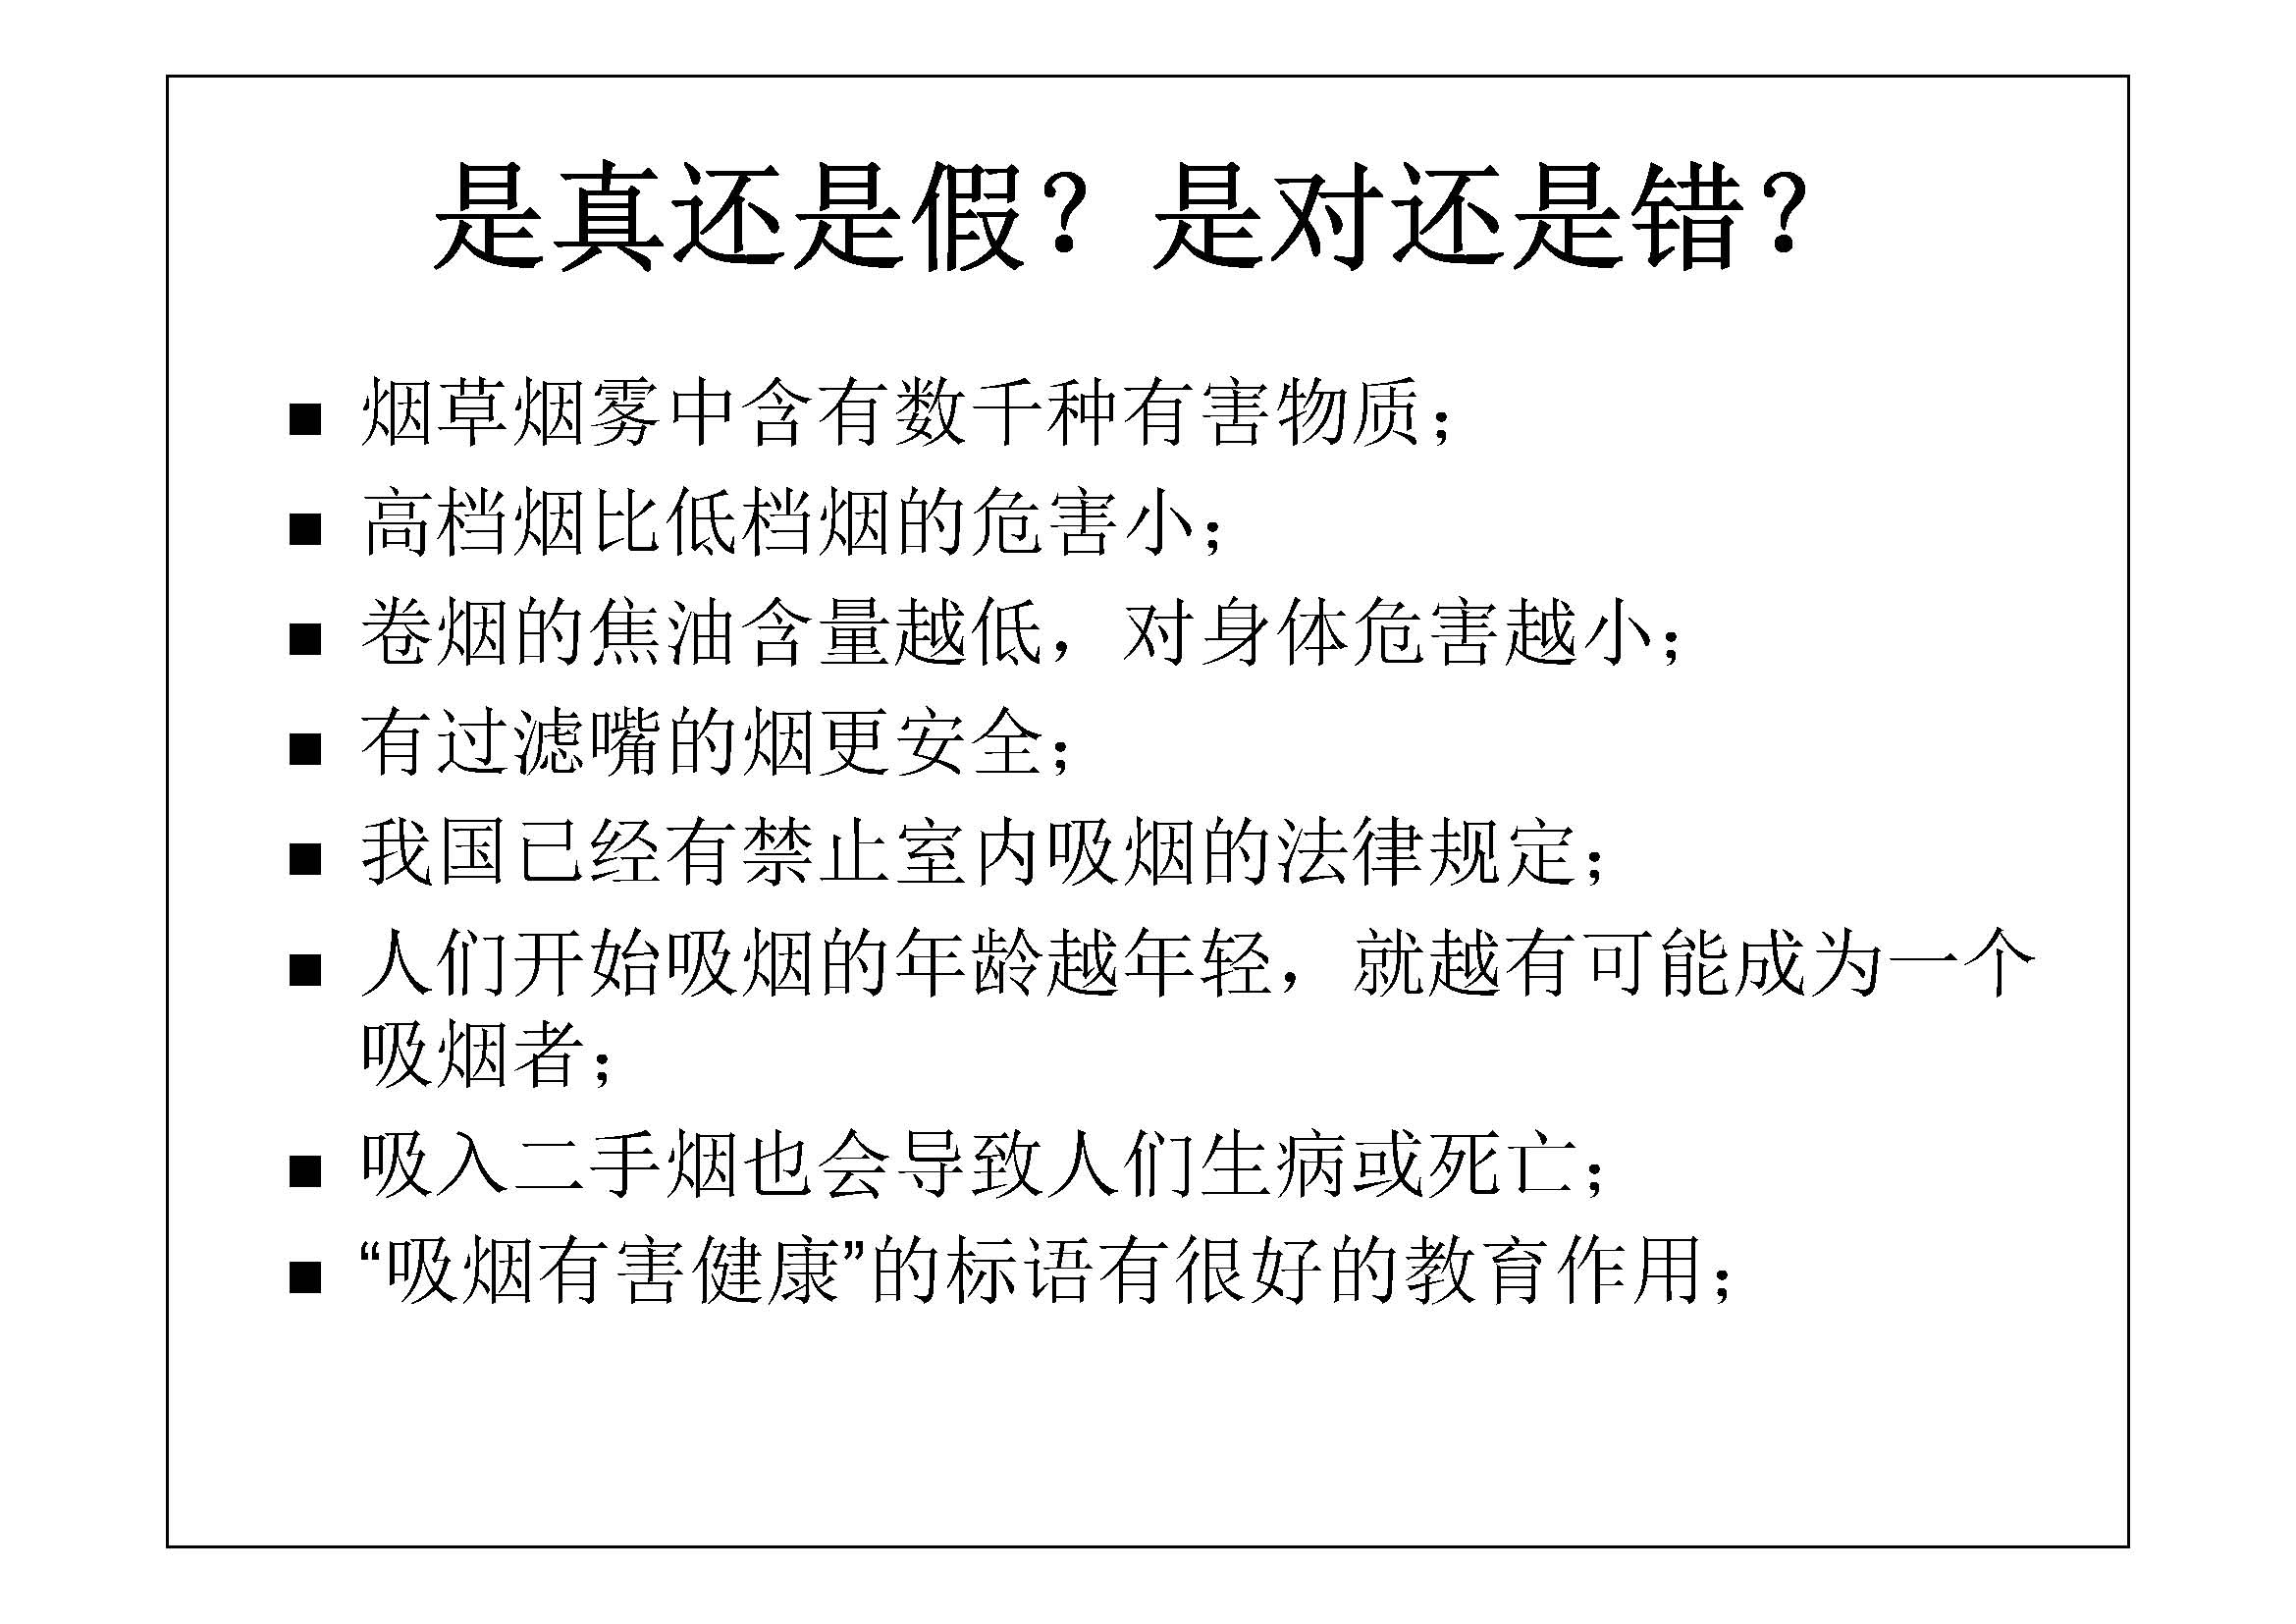 是真还是假？是对还是错？
■ 烟草烟雾中含有数千种有害物质；
■ 高档烟比低档烟的危害小；
■ 卷烟的焦油含量越低，对身体危害越小；
■ 有过滤嘴的烟更安全；
■ 我国已经有禁止室内吸烟的法律规定；
■ 人们开始吸烟的年龄越年轻，就越有可能成为一个
吸烟者；
■ 吸入二手烟也会导致人们生病或死亡；
■ “吸烟有害健康”的标语有很好的教育作用；